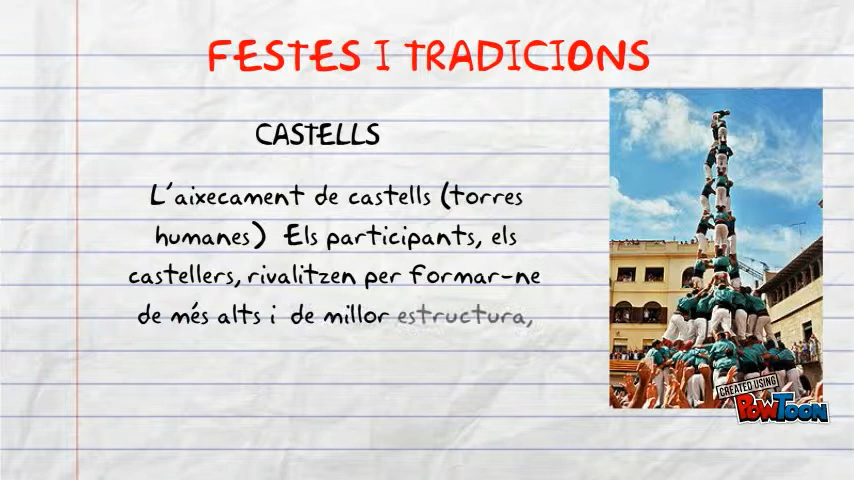 FESTES I TRADICIONS
CASTELLS
L'aixecament de castells (torres
humanes) Els participants, els
castellers, rivalitzen per formar-ne
de més alts i de millor estructura,
CREATED USING
POWTOON